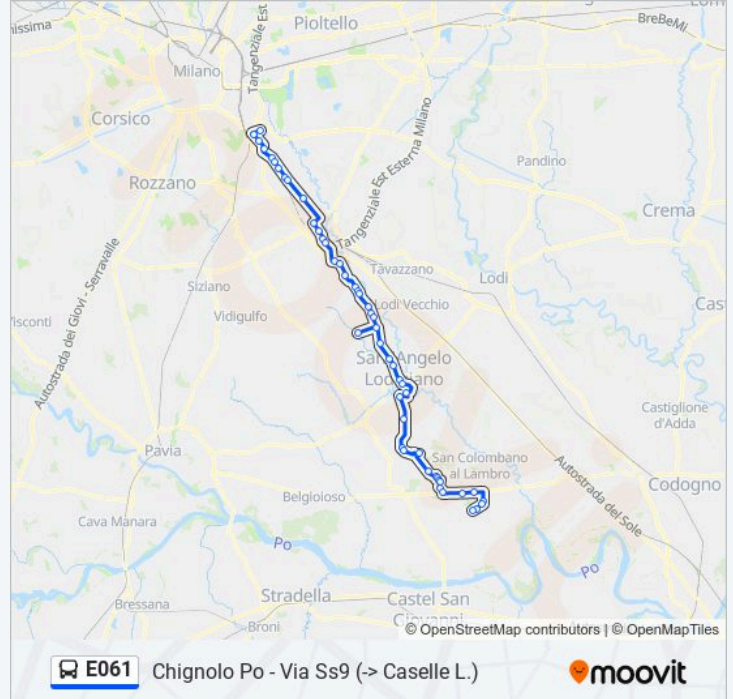 nissima
Pioltello
BreBeMi
Tangenziale Est
Milano
Corsico
Pandino
Rozzano
Tangenziale Est Esterna Milano
Crema
Tavazzano
Lodi
Siziano
Lodi Vecchio
Vidigulfo
Visconti
Autostrada dei Giovi - Serravalle
Sant'Angelo
Lodigiano
Castiglione
d'Adda
Pavia
San Colombano
al Lambro
Autostrada del Sole
Codogno
Belgioioso
Cava Manara
Po
Po
Stradella
Castel San
Giovanni
Bressana
Broni
© OpenStreetMap contributors | © OpenMapTiles
E061 Chignolo Po - Via Ss9 (-> Caselle L.)
moovit